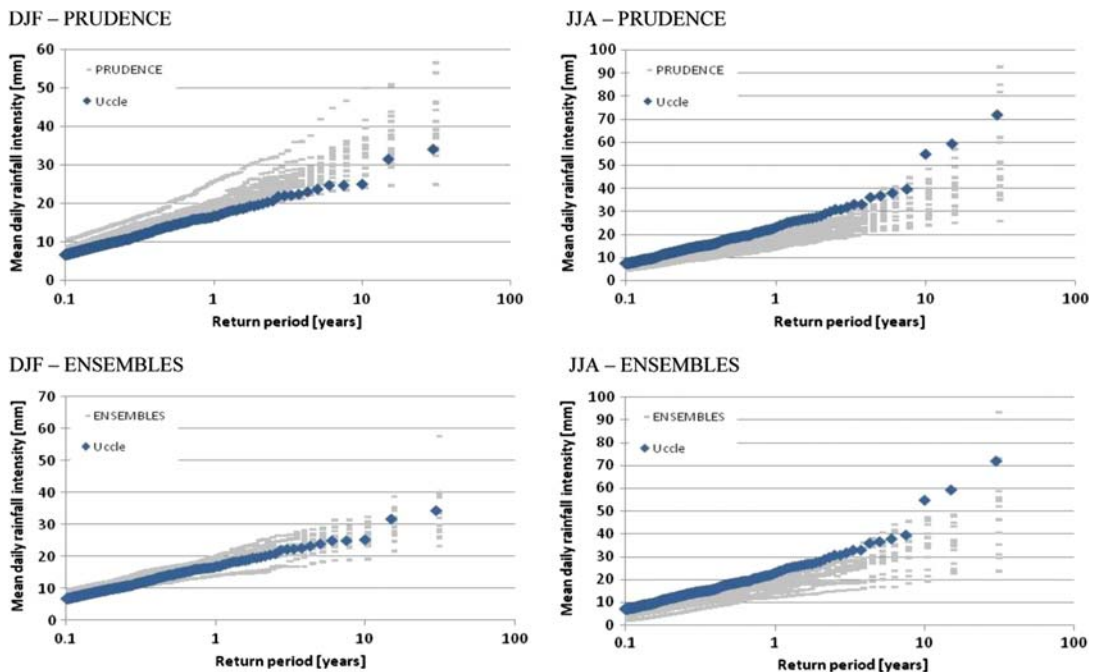 DJF – PRUDENCE
60
50
40
30
20
10
0
Mean daily rainfall intensity [mm]
PRUDENCE
Uccle
0.1 1 10 100
Return period [years]
JJA – PRUDENCE
100
90
80
70
60
50
40
30
20
10
0
Mean daily rainfall intensity [mm]
PRUDENCE
Uccle
0.1 1 10 100
Return period [years]
DJF – ENSEMBLES
70
60
50
40
30
20
10
0
Mean daily rainfall intensity [mm]
ENSEMBLES
Uccle
0.1 1 10 100
Return period [years]
JJA – ENSEMBLES
100
90
80
70
60
50
40
30
20
10
0
Mean daily rainfall intensity [mm]
ENSEMBLES
Uccle
0.1 1 10 100
Return period [years]